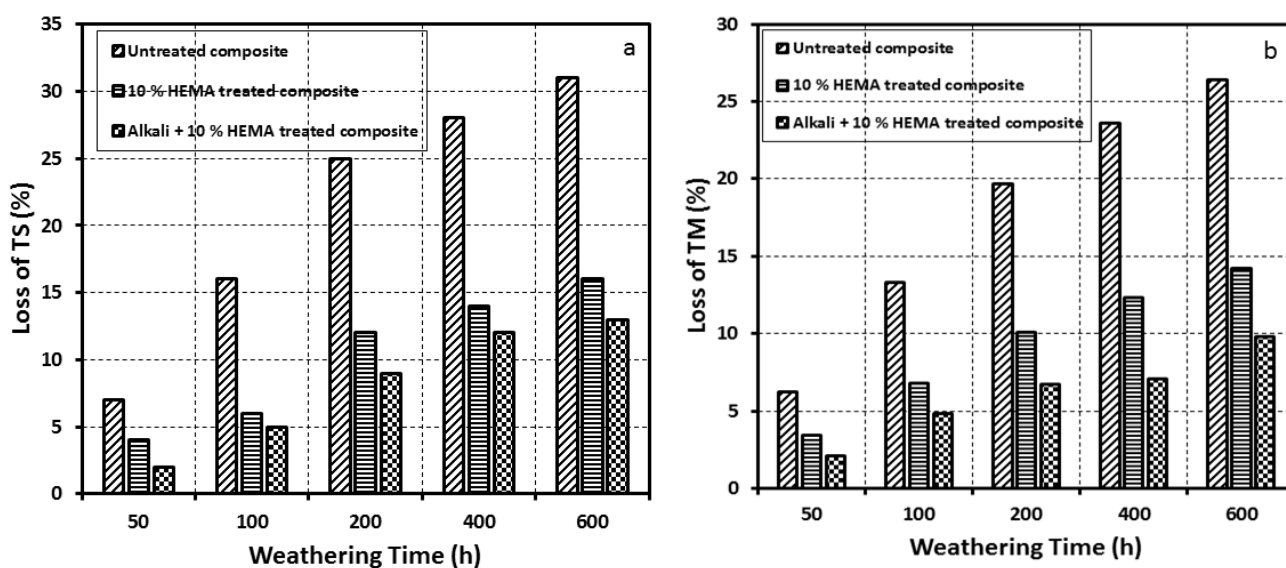 35
30
25
20
15
10
5
0
Loss of TS (%)
a
Untreated composite
10 % HEMA treated composite
Alkali + 10 % HEMA treated composite
50 100 200 400 600
Weathering Time (h)
30
25
20
15
10
5
0
Loss of TM (%)
b
Untreated composite
10 % HEMA treated composite
Alkali + 10 % HEMA treated composite
50 100 200 400 600
Weathering Time (h)